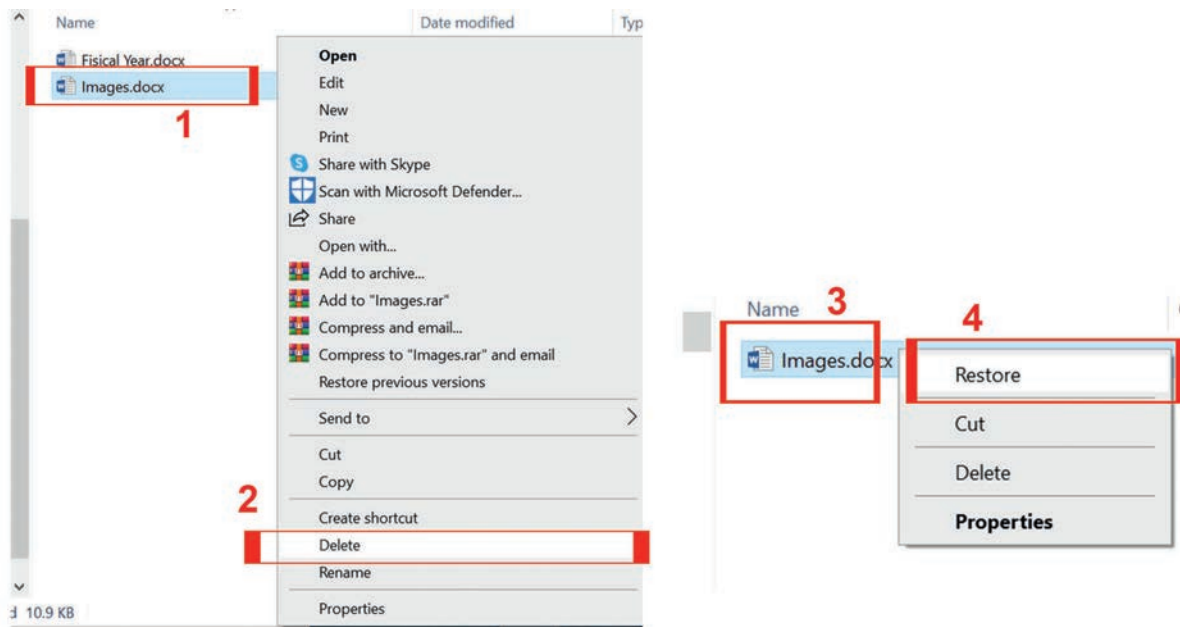 Name Date modified Typ
Fisical Year.docx
Images.docx
1
Open
Edit
New
Print
Share with Skype
Scan with Microsoft Defender...
Share
Open with...
Add to archive...
Add to "Images.rar"
Compress and email...
Compress to "Images.rar" and email
Restore previous versions
Send to
Cut
Copy
2
Create shortcut
Delete
Rename
Properties
10.9 KB
Name 3
4
Images.docx
Restore
Cut
Delete
Properties